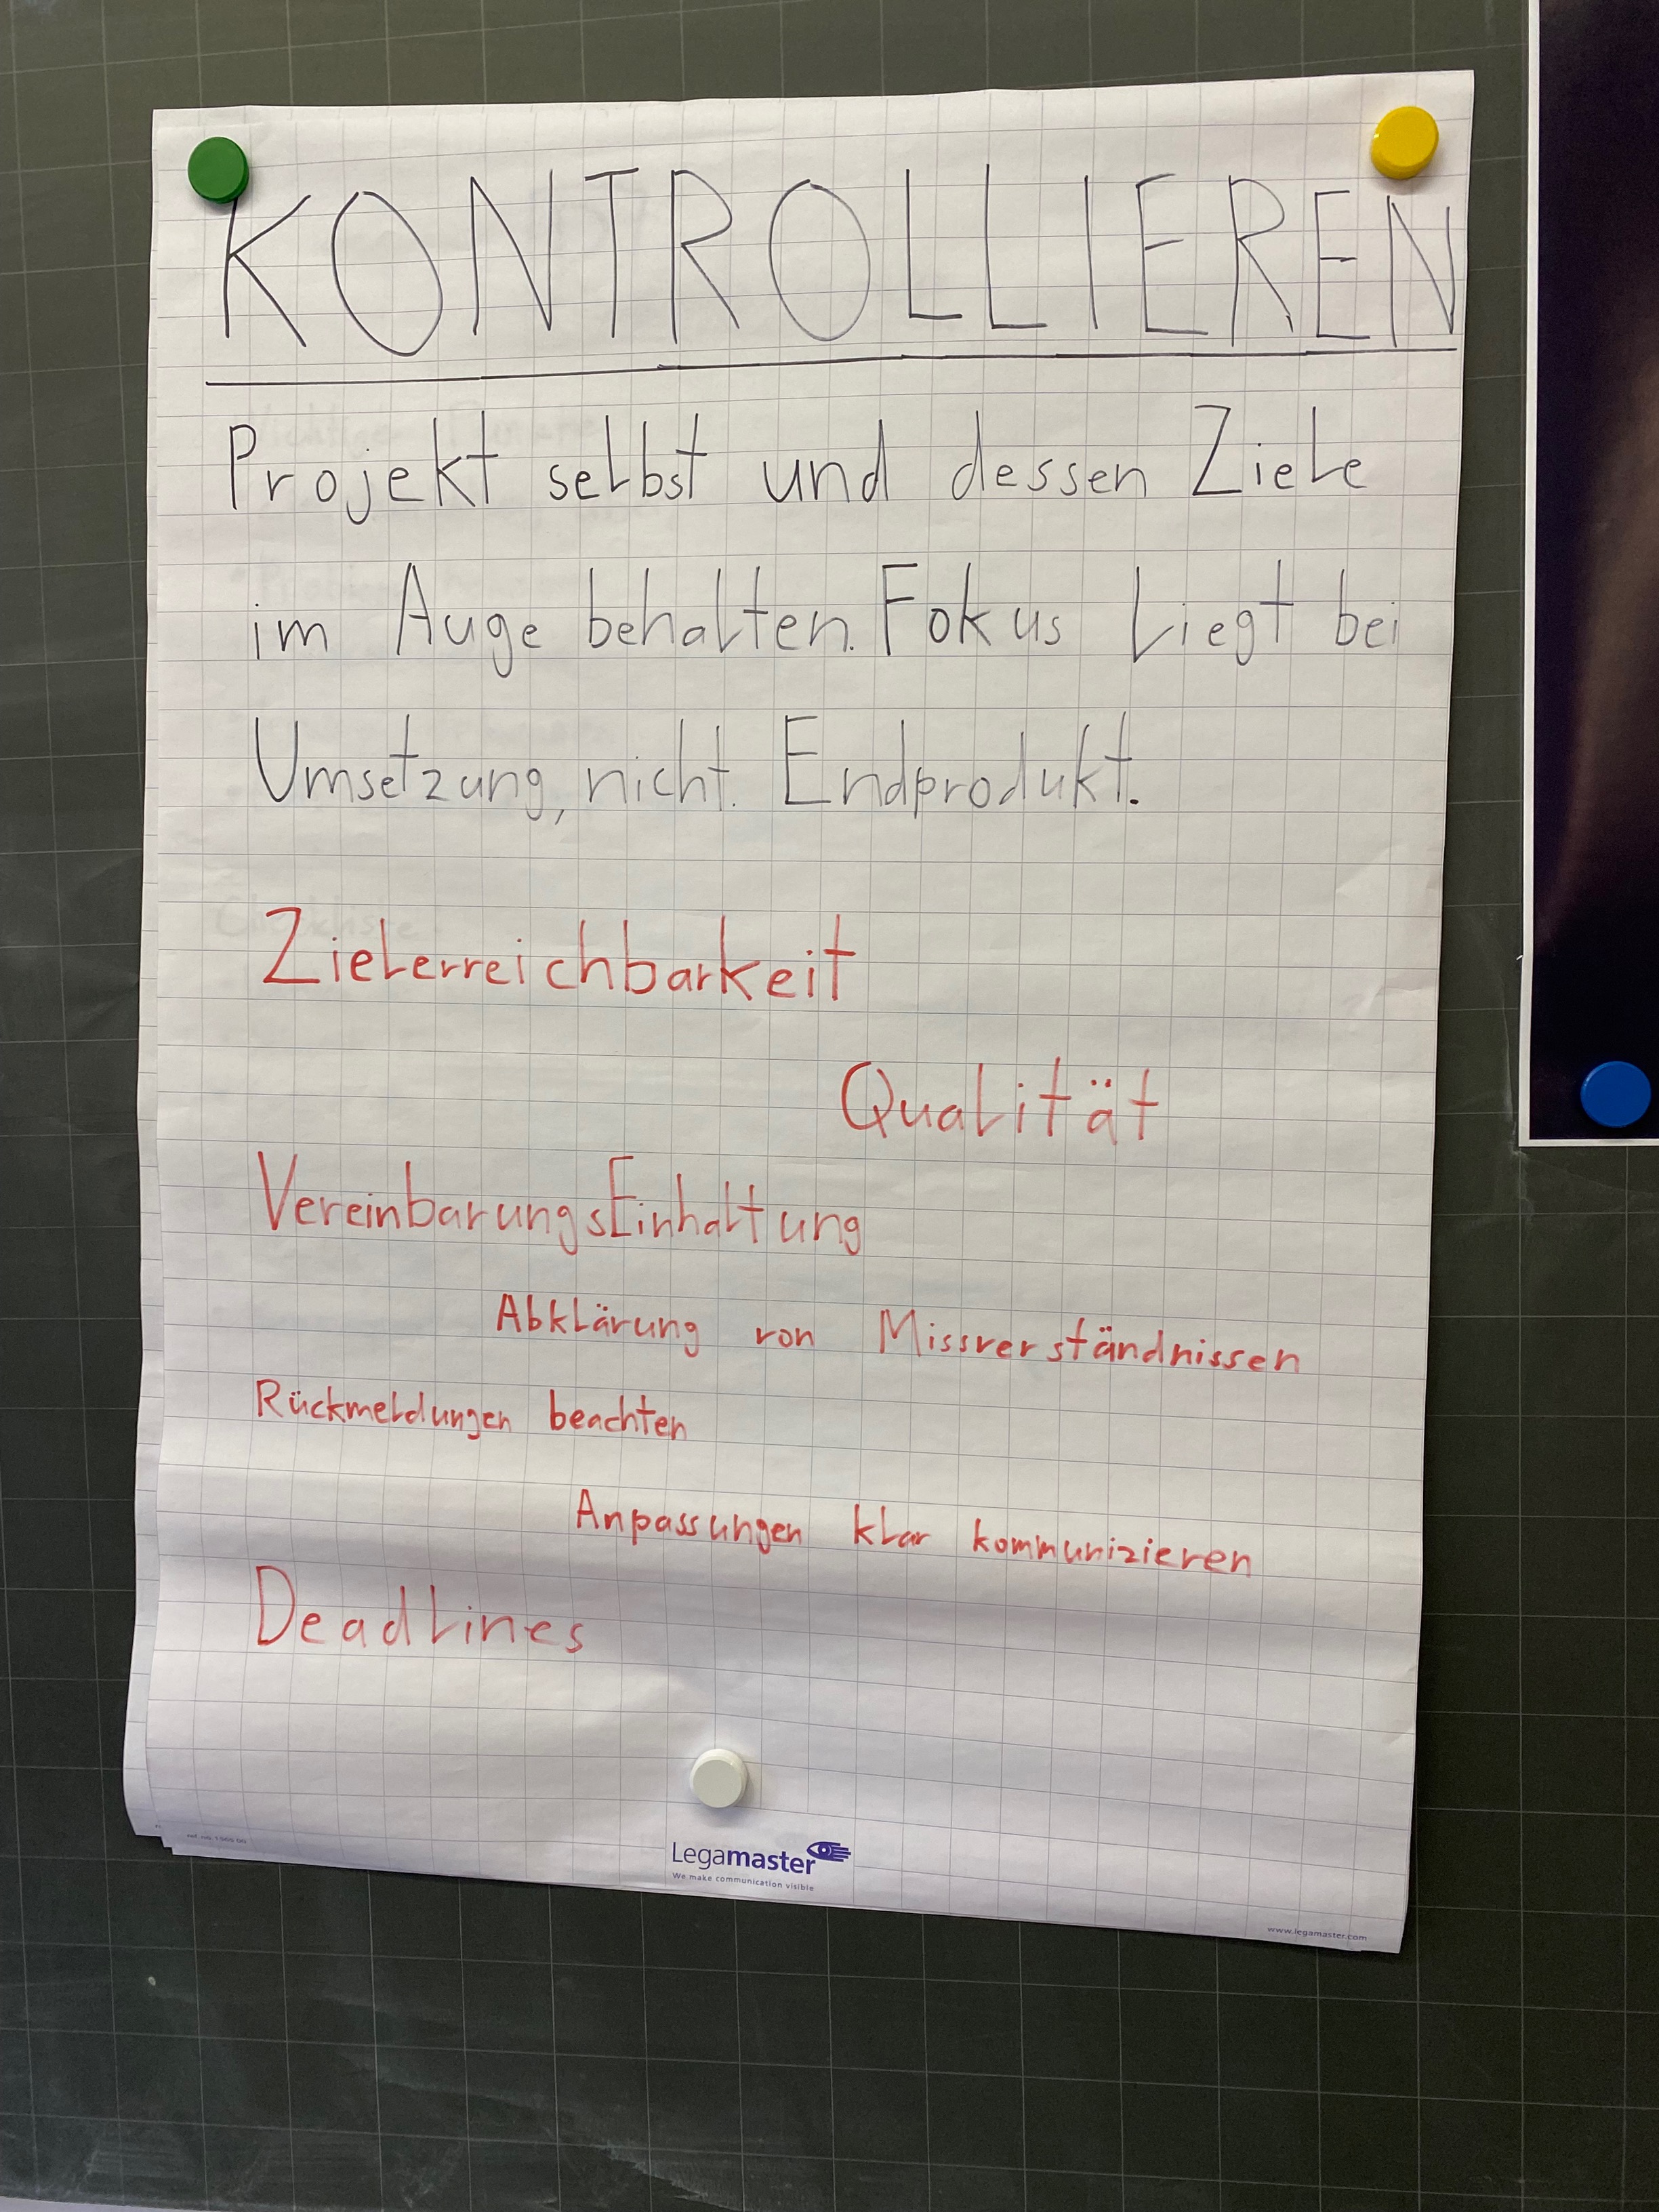 KONTROLLIEREN
Projekt selbst und dessen Ziele
im Auge behalten. Fokus liegt bei
Umsetzung, nicht Endprodukt.
Zielerreichbarkeit
Qualität
VereinbarungsEinhaltung
Abklärung von Missverständnissen
Rückmeldungen beachten
Anpassungen klar kommunizieren
Deadlines
Legamaster
We make communication visible
www.legamaster.com